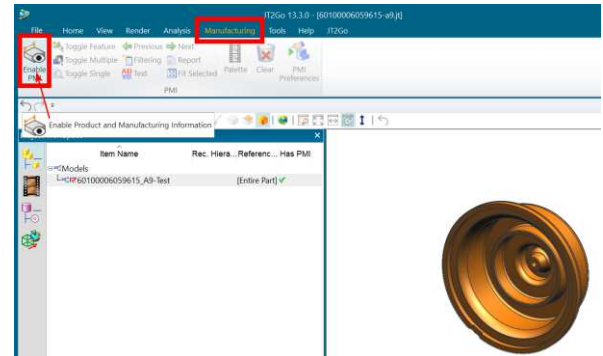 JT2Go 13.3.0 - [60100006059615-a9.jt]
File Home View Render Analysis Manufacturing Tools Help JT2Go
Enable PMI
Toggle Feature Previous Next
Toggle Multiple Filtering Report
Toggle Single Text Fit Selected
Palette Clear PMI Preferences
PMI
Enable Product and Manufacturing Information
Item Name Rec. Hiera... Referenc... Has PMI
Models
60100006059615_A9-Test [Entire Part]